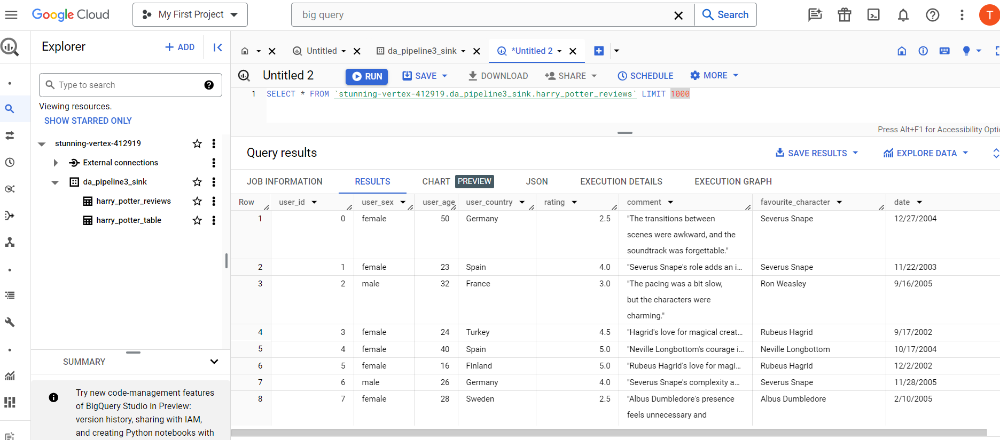 Google Cloud
My First Project
big query
Search
T
Explorer
ADD
Untitled
da_pipeline3_sink
*Untitled 2
Type to search
Viewing resources.
SHOW STARRED ONLY
stunning-vertex-412919
External connections
da_pipeline3_sink
harry_potter_reviews
harry_potter_table
SUMMARY
Try new code-management features
of BigQuery Studio in Preview:
version history, sharing with IAM,
and creating Python notebooks with
Untitled 2
RUN
SAVE
DOWNLOAD
SHARE
SCHEDULE
MORE
1 SELECT * FROM `stunning-vertex-412919.da_pipeline3_sink.harry_potter_reviews` LIMIT 1000
Press Alt+F1 for Accessibility Optio
Query results
SAVE RESULTS
EXPLORE DATA
JOB INFORMATION RESULTS CHART PREVIEW JSON EXECUTION DETAILS EXECUTION GRAPH
Row user_id user_sex user_age user_country rating comment favourite_character date
1 0 female 50 Germany 2.5 "The transitions between Severus Snape 12/27/2004
scenes were awkward, and the
soundtrack was forgettable."
2 1 female 23 Spain 4.0 "Severus Snape's role adds an i... Severus Snape 11/22/2003
3 2 male 32 France 3.0 "The pacing was a bit slow, Ron Weasley 9/16/2005
but the characters were
charming."
4 3 female 24 Turkey 4.5 "Hagrid's love for magical creat... Rubeus Hagrid 9/17/2002
5 4 female 40 Spain 5.0 "Neville Longbottom's courage i... Neville Longbottom 10/17/2004
6 5 female 16 Finland 5.0 "Rubeus Hagrid's love for magi... Rubeus Hagrid 12/2/2002
7 6 male 26 Germany 4.0 "Severus Snape's complexity a... Severus Snape 11/28/2005
8 7 female 28 Sweden 2.5 "Albus Dumbledore's presence Albus Dumbledore 2/10/2005
feels unnecessary and